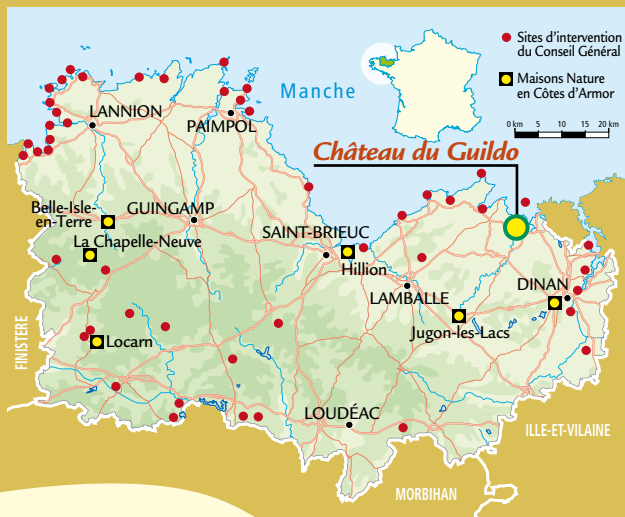 Sites d'intervention
du Conseil Général
Maisons Nature
en Côtes d'Armor
0 km 5 10 15 20 km
Manche
LANNION
PAIMPOL
Château du Guildo
Belle-Isle-
en-Terre
GUINGAMP
La Chapelle-Neuve
SAINT-BRIEUC
Hillion
LAMBALLE
DINAN
Jugon-les-Lacs
Locarn
FINISTERE
LOUDÉAC
ILLE-ET-VILAINE
MORBIHAN